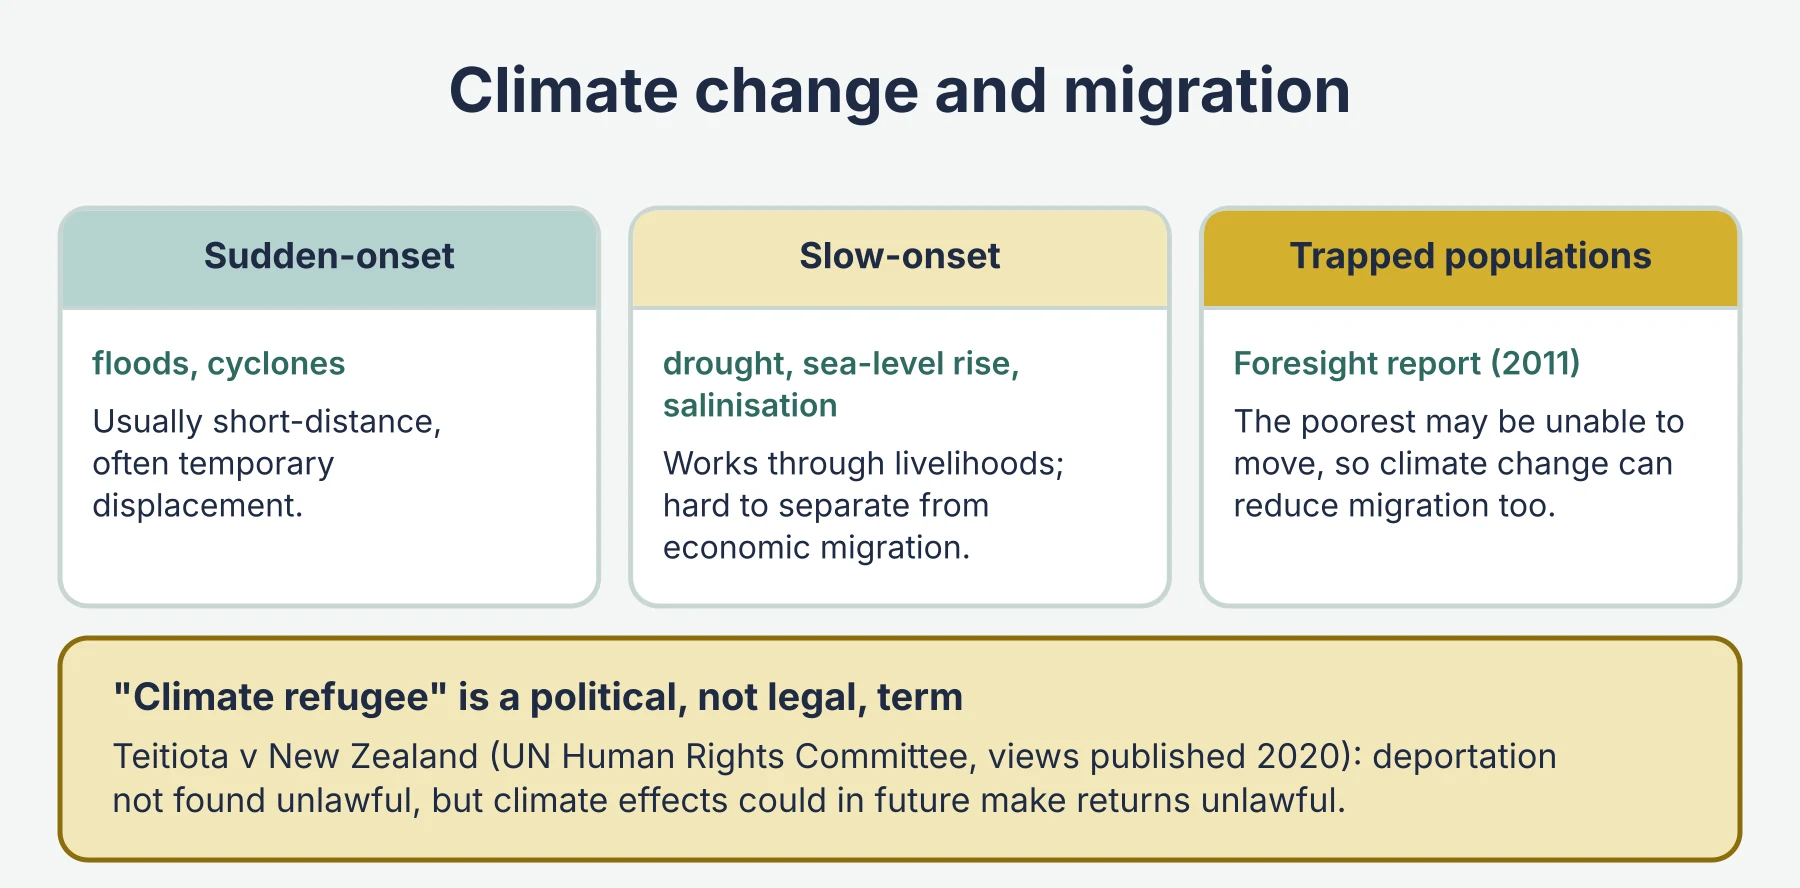 Climate change and migration
Sudden-onset
floods, cyclones
Usually short-distance,
often temporary
displacement.
Slow-onset
drought, sea-level rise,
salinisation
Works through livelihoods;
hard to separate from
economic migration.
Trapped populations
Foresight report (2011)
The poorest may be unable to
move, so climate change can
reduce migration too.
"Climate refugee" is a political, not legal, term
Teitiota v New Zealand (UN Human Rights Committee, views published 2020): deportation
not found unlawful, but climate effects could in future make returns unlawful.